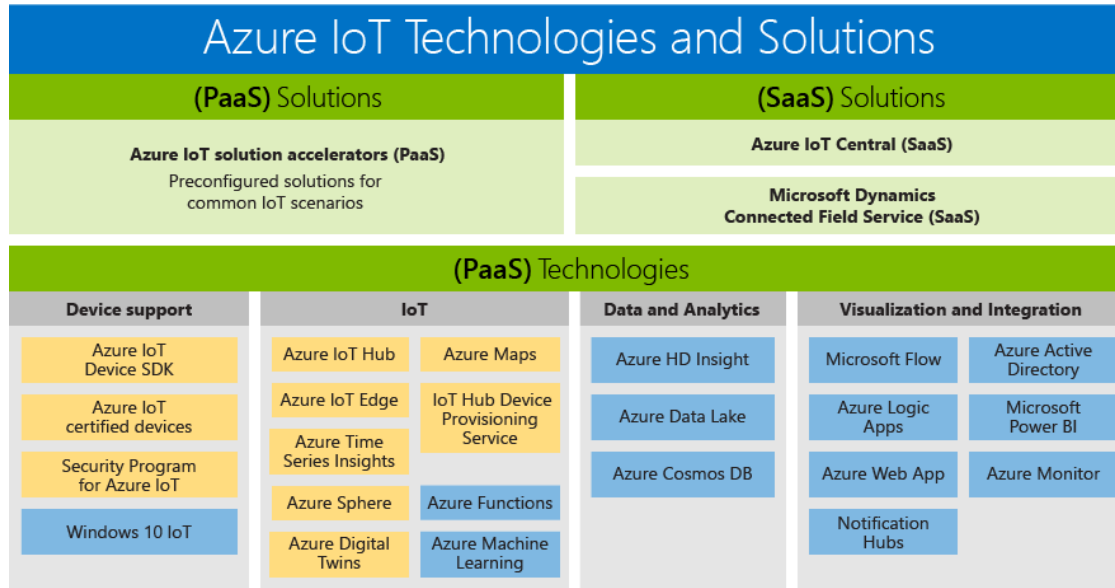 Azure IoT Technologies and Solutions
(PaaS) Solutions
Azure IoT solution accelerators (PaaS)
Preconfigured solutions for
common IoT scenarios
(SaaS) Solutions
Azure IoT Central (SaaS)
Microsoft Dynamics
Connected Field Service (SaaS)
(PaaS) Technologies
Device support
Azure IoT
Device SDK
Azure IoT
certified devices
Security Program
for Azure IoT
Windows 10 IoT
IoT
Azure IoT Hub
Azure IoT Edge
Azure Time
Series Insights
Azure Sphere
Azure Digital
Twins
Azure Maps
IoT Hub Device
Provisioning
Service
Azure Functions
Azure Machine
Learning
Data and Analytics
Azure HD Insight
Azure Data Lake
Azure Cosmos DB
Visualization and Integration
Microsoft Flow
Azure Logic
Apps
Azure Web App
Notification
Hubs
Azure Active
Directory
Microsoft
Power BI
Azure Monitor